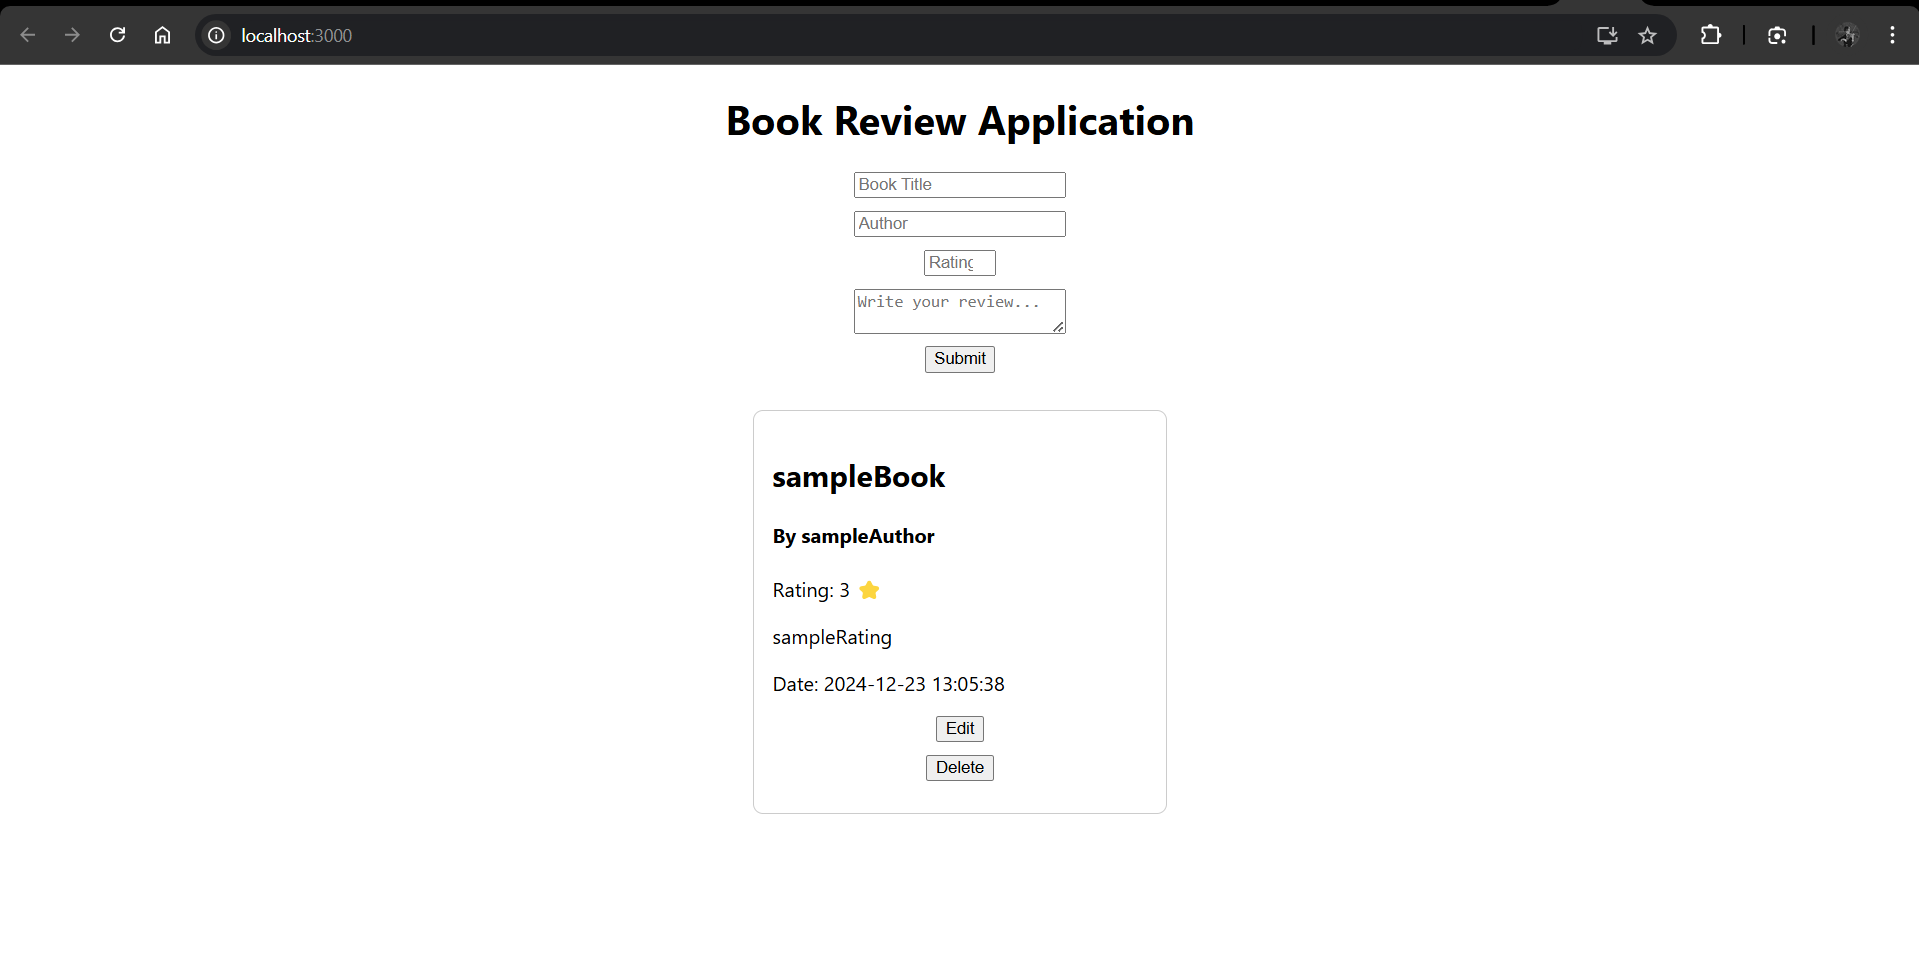 localhost:3000
Book Review Application
Book Title
Author
Rating
Write your review...
Submit
sampleBook
By sampleAuthor
Rating: 3 ⭐
sampleRating
Date: 2024-12-23 13:05:38
Edit
Delete